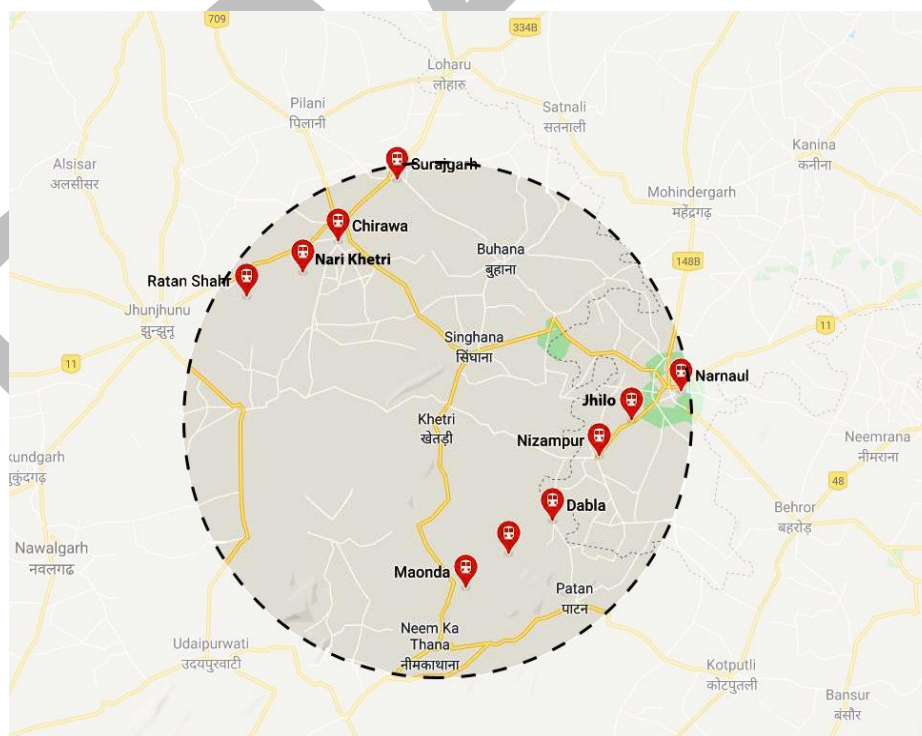 709
334B
Loharu
लोहारु
Pilani
पिलानी
Satnali
सतनाली
Kanina
कनीना
Alsisar
अलसीसर
Surajgarh
Mohindergarh
महेंद्रगढ़
Chirawa
Buhana
बुहाना
Nari Khetri
148B
Ratan Shahr
Jhunjhunu
झुन्झुनू
11
Singhana
सिंघाना
11
Narnaul
Jhilo
Khetri
खेतड़ी
Nizampur
Neemrana
नीमराना
kundgarh
कुंदगढ़
48
Dabla
Behror
बहरोड़
Nawalgarh
नवलगढ
Maonda
Patan
पाटन
Neem Ka
Thana
नीमकाथाना
Udaipurwati
उदयपुरवाटी
Kotputli
कोटपुतली
Bansur
बंसौर